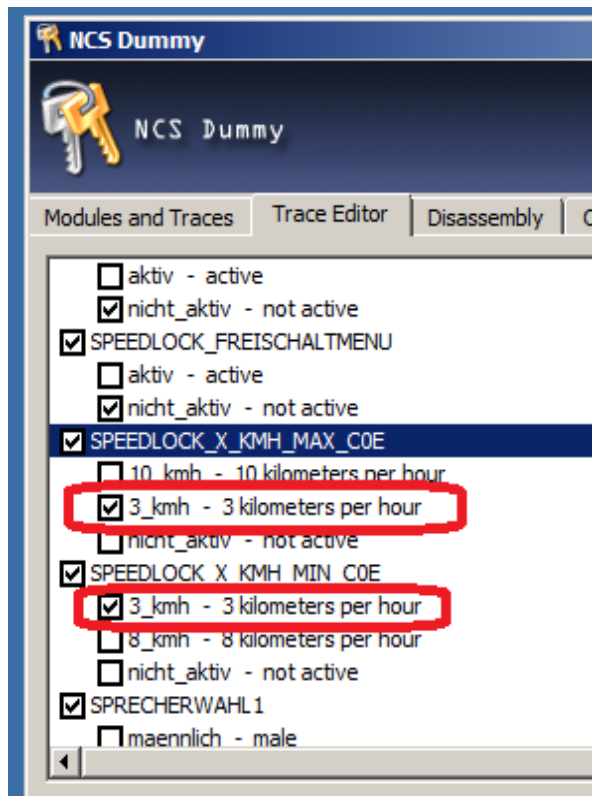 NCS Dummy
NCS Dummy
Modules and Traces Trace Editor Disassembly
aktiv - active
nicht_aktiv - not active
SPEEDLOCK_FREISCHALTMENU
aktiv - active
nicht_aktiv - not active
SPEEDLOCK_X_KMH_MAX_C0E
10_kmh - 10 kilometers per hour
3_kmh - 3 kilometers per hour
nicht_aktiv - not active
SPEEDLOCK_X_KMH_MIN_C0E
3_kmh - 3 kilometers per hour
8_kmh - 8 kilometers per hour
nicht_aktiv - not active
SPRECHERWAHL1
maennlich - male